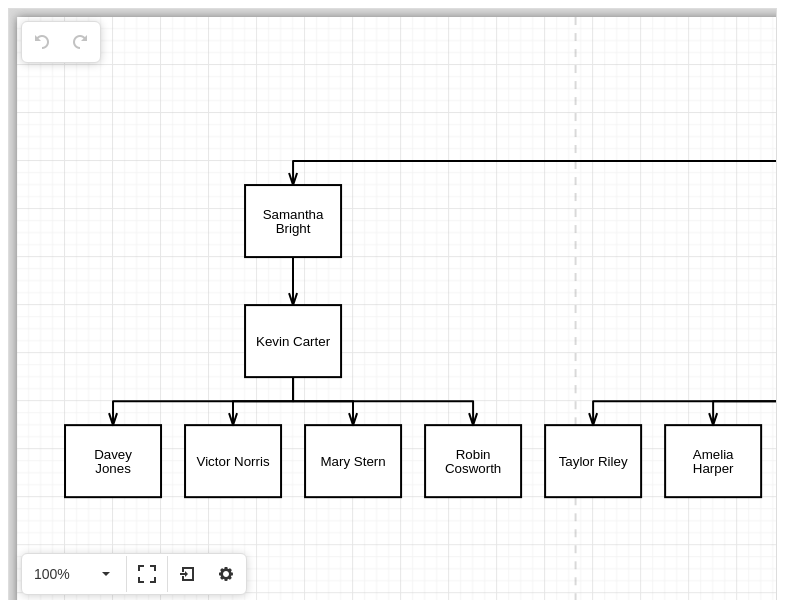 Samantha
Bright
Kevin Carter
Davey
Jones
Victor Norris
Mary Stern
Robin
Cosworth
Taylor Riley
Amelia
Harper
100%